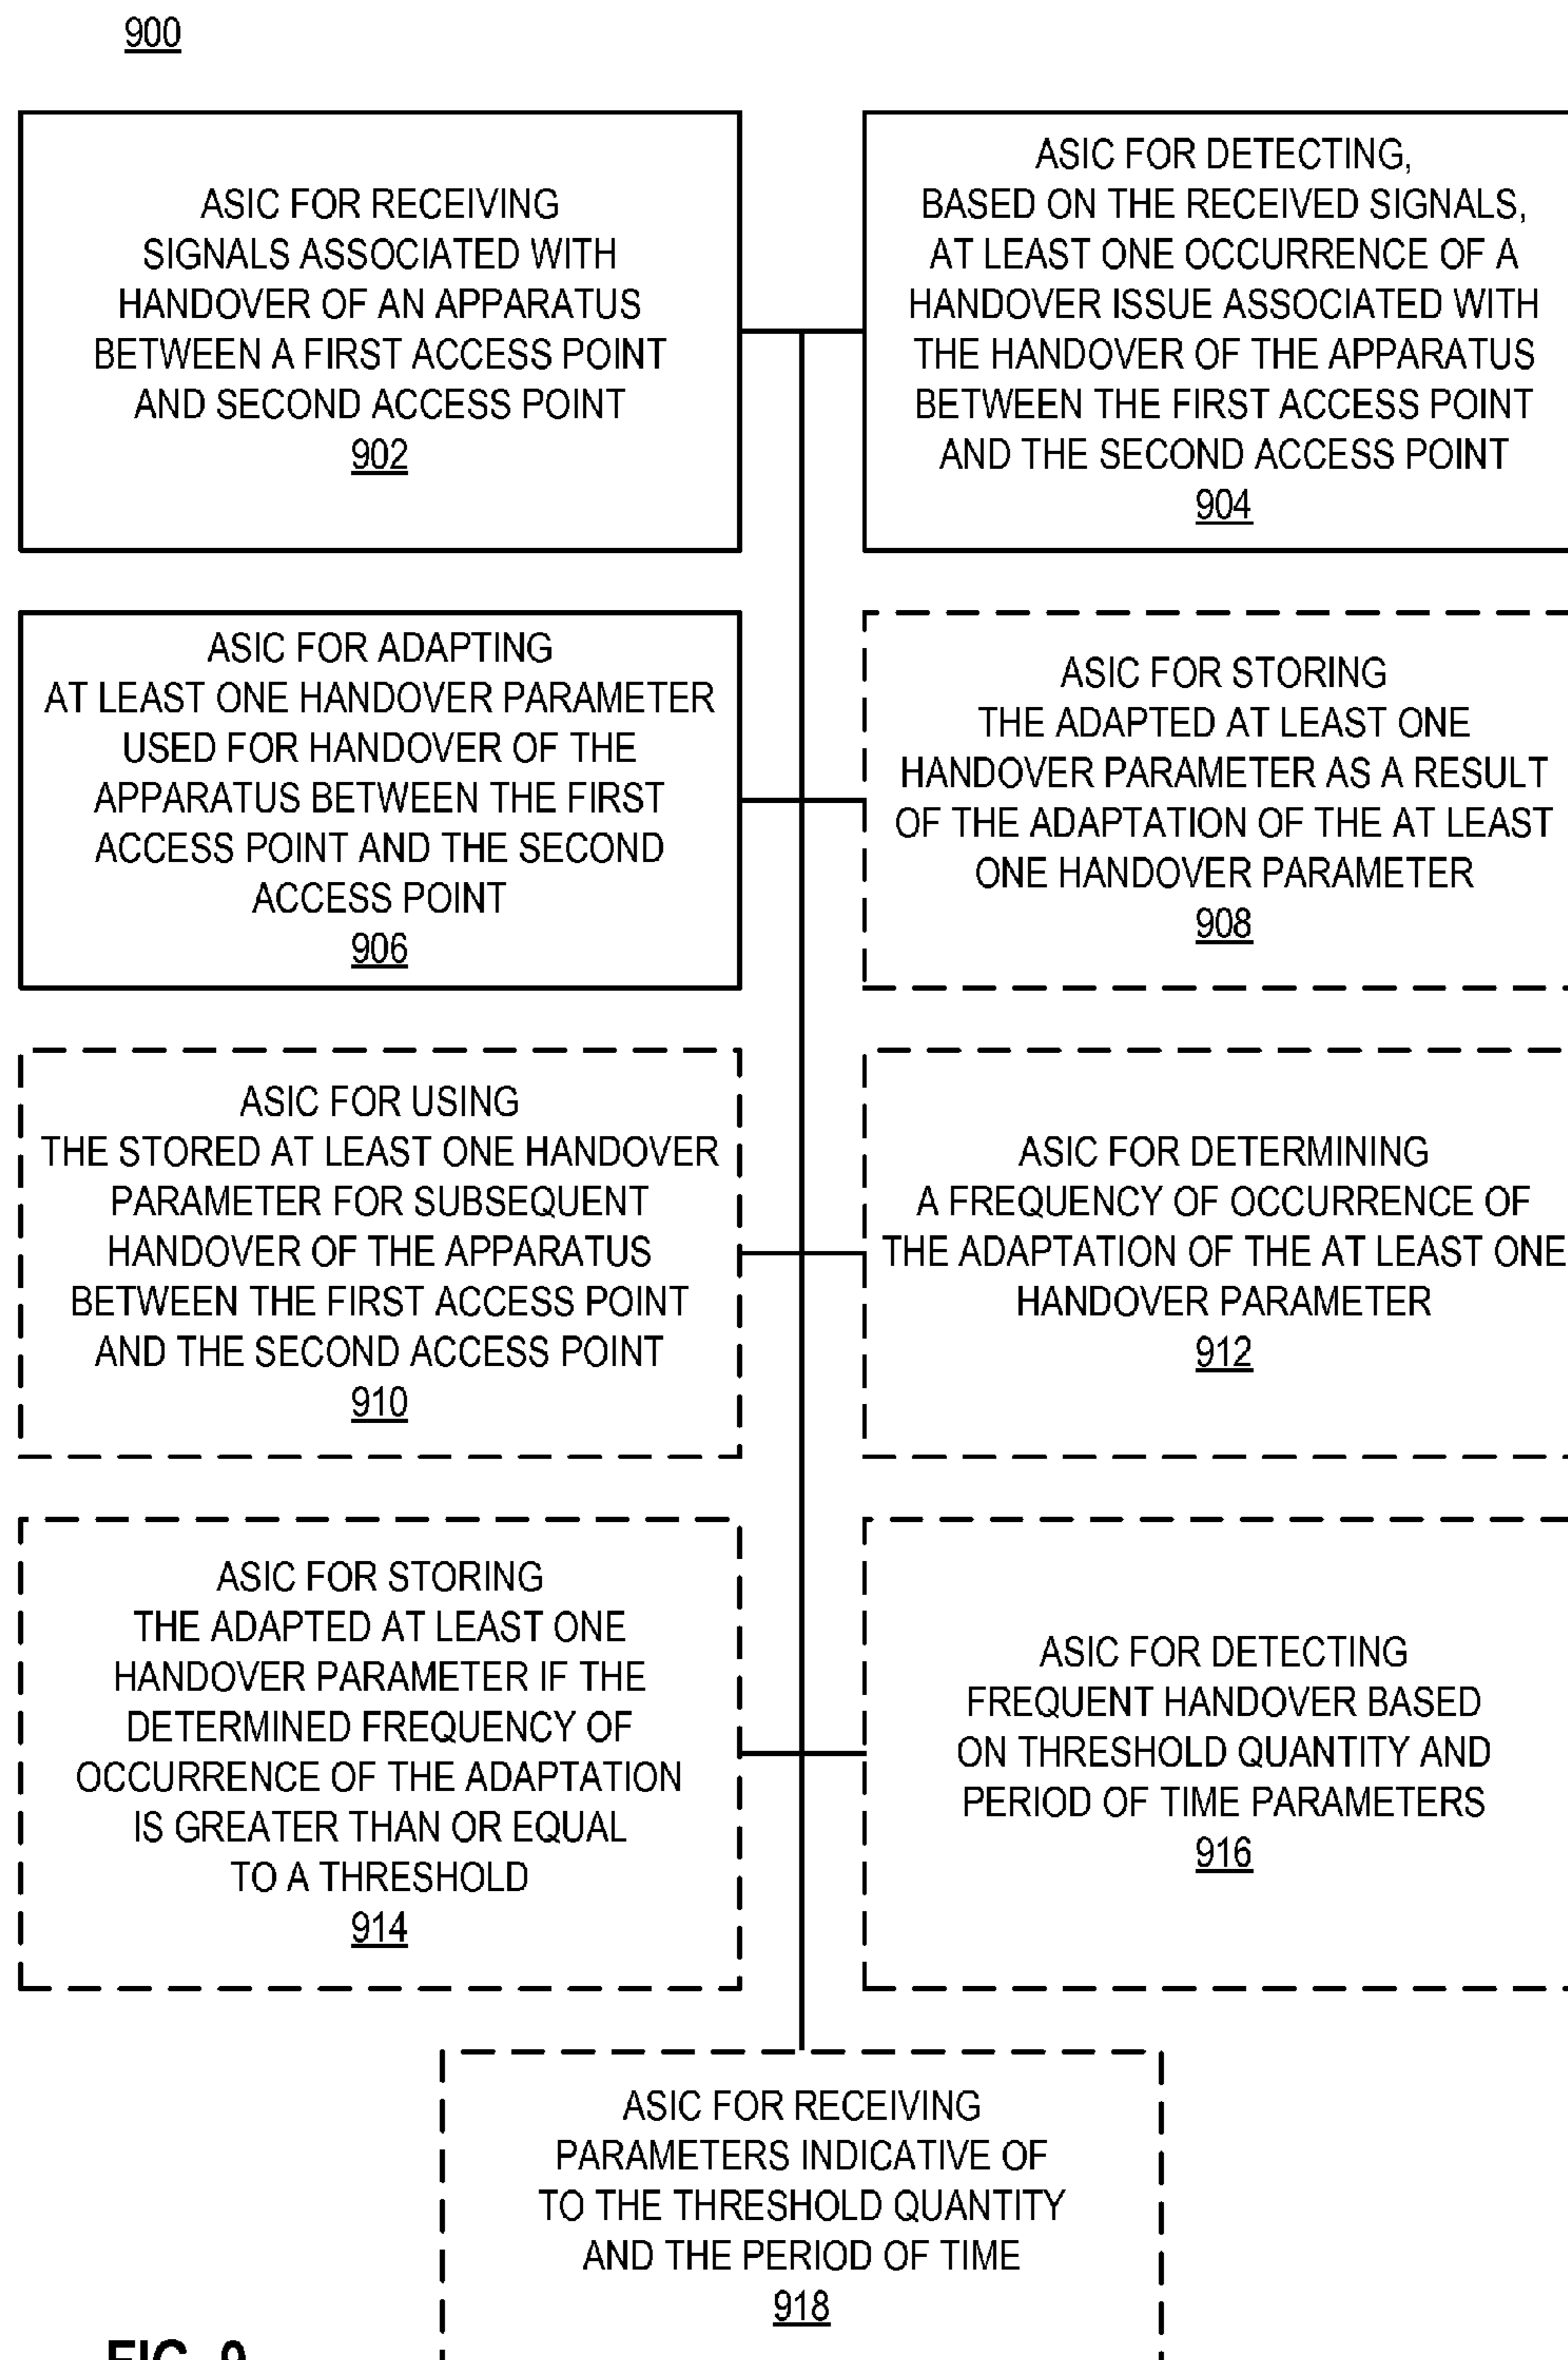 900
ASIC FOR RECEIVING
SIGNALS ASSOCIATED WITH
HANDOVER OF AN APPARATUS
BETWEEN A FIRST ACCESS POINT
AND SECOND ACCESS POINT
902
ASIC FOR DETECTING,
BASED ON THE RECEIVED SIGNALS,
AT LEAST ONE OCCURRENCE OF A
HANDOVER ISSUE ASSOCIATED WITH
THE HANDOVER OF THE APPARATUS
BETWEEN THE FIRST ACCESS POINT
AND THE SECOND ACCESS POINT
904
ASIC FOR ADAPTING
AT LEAST ONE HANDOVER PARAMETER
USED FOR HANDOVER OF THE
APPARATUS BETWEEN THE FIRST
ACCESS POINT AND THE SECOND
ACCESS POINT
906
ASIC FOR STORING
THE ADAPTED AT LEAST ONE
HANDOVER PARAMETER AS A RESULT
OF THE ADAPTATION OF THE AT LEAST
ONE HANDOVER PARAMETER
908
ASIC FOR USING
THE STORED AT LEAST ONE HANDOVER
PARAMETER FOR SUBSEQUENT
HANDOVER OF THE APPARATUS
BETWEEN THE FIRST ACCESS POINT
AND THE SECOND ACCESS POINT
910
ASIC FOR DETERMINING
A FREQUENCY OF OCCURRENCE OF
THE ADAPTATION OF THE AT LEAST ONE
HANDOVER PARAMETER
912
ASIC FOR STORING
THE ADAPTED AT LEAST ONE
HANDOVER PARAMETER IF THE
DETERMINED FREQUENCY OF
OCCURRENCE OF THE ADAPTATION
IS GREATER THAN OR EQUAL
TO A THRESHOLD
914
ASIC FOR DETECTING
FREQUENT HANDOVER BASED
ON THRESHOLD QUANTITY AND
PERIOD OF TIME PARAMETERS
916
ASIC FOR RECEIVING
PARAMETERS INDICATIVE OF
TO THE THRESHOLD QUANTITY
AND THE PERIOD OF TIME
918
FIG. 9